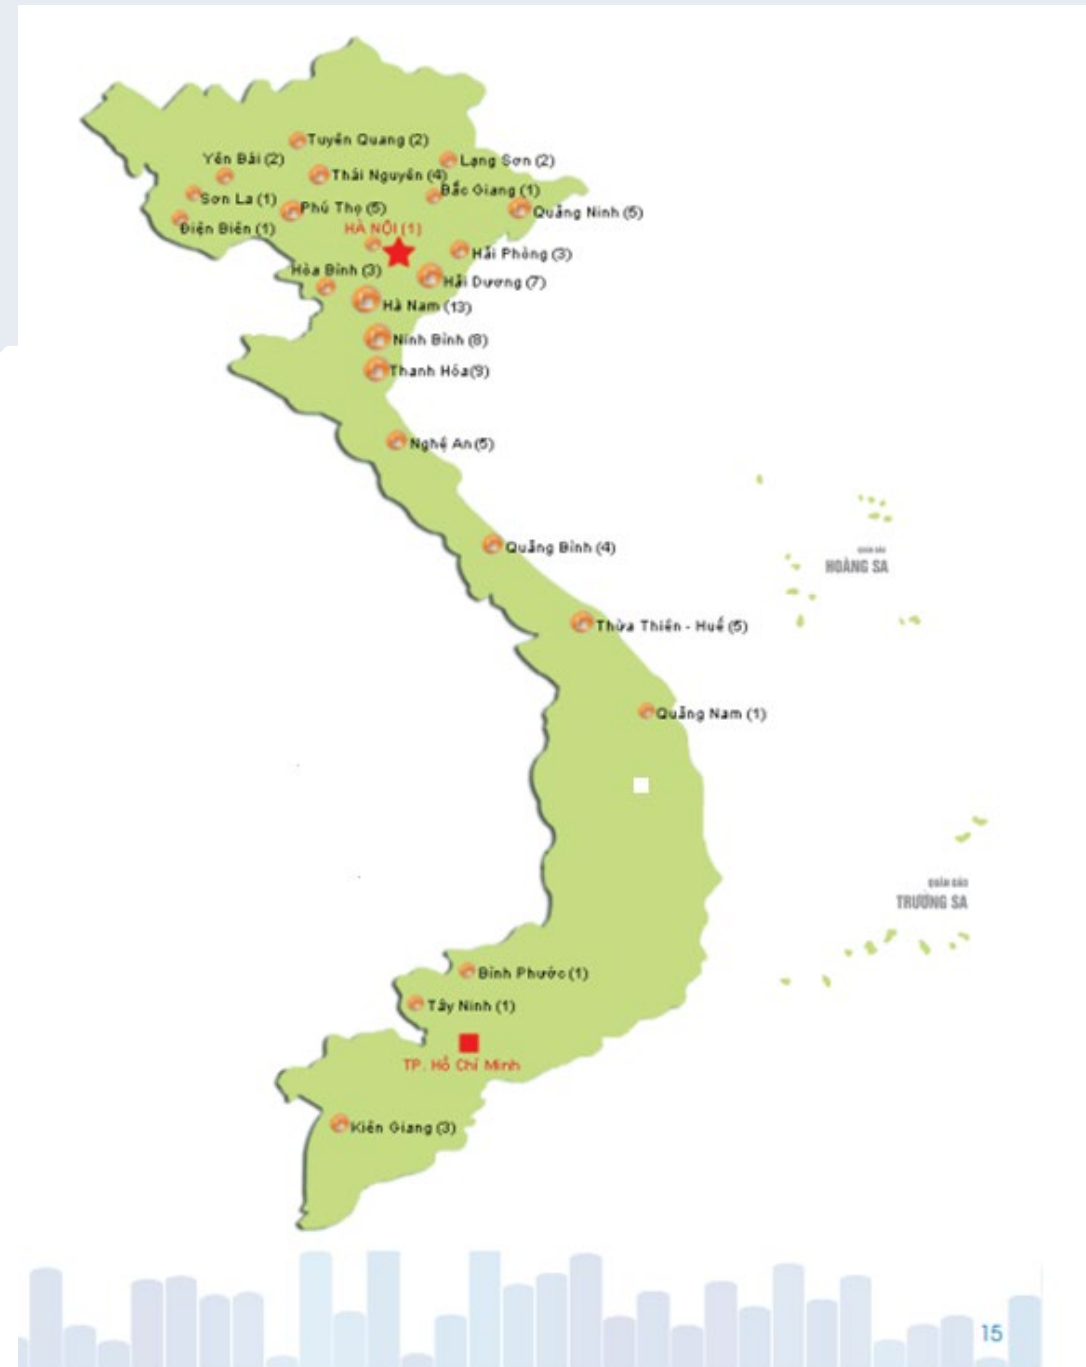 Tuyên Quang (2)
Yên Bái (2)
Lạng Sơn (2)
Thái Nguyên (4)
Bắc Giang (1)
Sơn La (1)
Phú Thọ (5)
Quảng Ninh (5)
Điện Biên (1)
HÀ NỘI (1)
Hải Phòng (3)
Hòa Bình (3)
Hải Dương (7)
Hà Nam (13)
Ninh Bình (8)
Thanh Hóa(9)
Nghệ An (5)
Quảng Bình (4)
QUẦN ĐẢO
HOÀNG SA
Thừa Thiên - Huế (5)
Quảng Nam (1)
QUẦN ĐẢO
TRƯỜNG SA
Bình Phước (1)
Tây Ninh (1)
TP. Hồ Chí Minh
Kiên Giang (3)
15